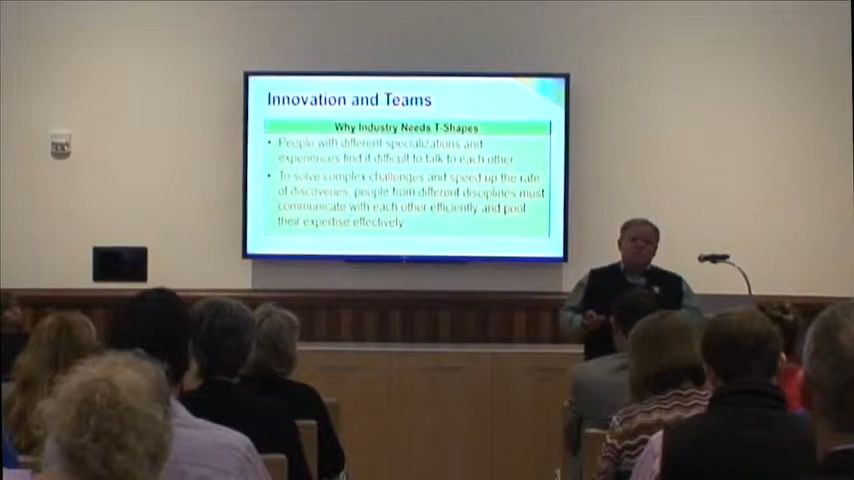 Innovation and Teams
Why Industry Needs T-Shapes
• People with different specializations and
experiences find it difficult to talk to each other
• To solve complex challenges and speed up the rate
of discoveries, people from different disciplines must
communicate with each other efficiently and pool
their expertise effectively